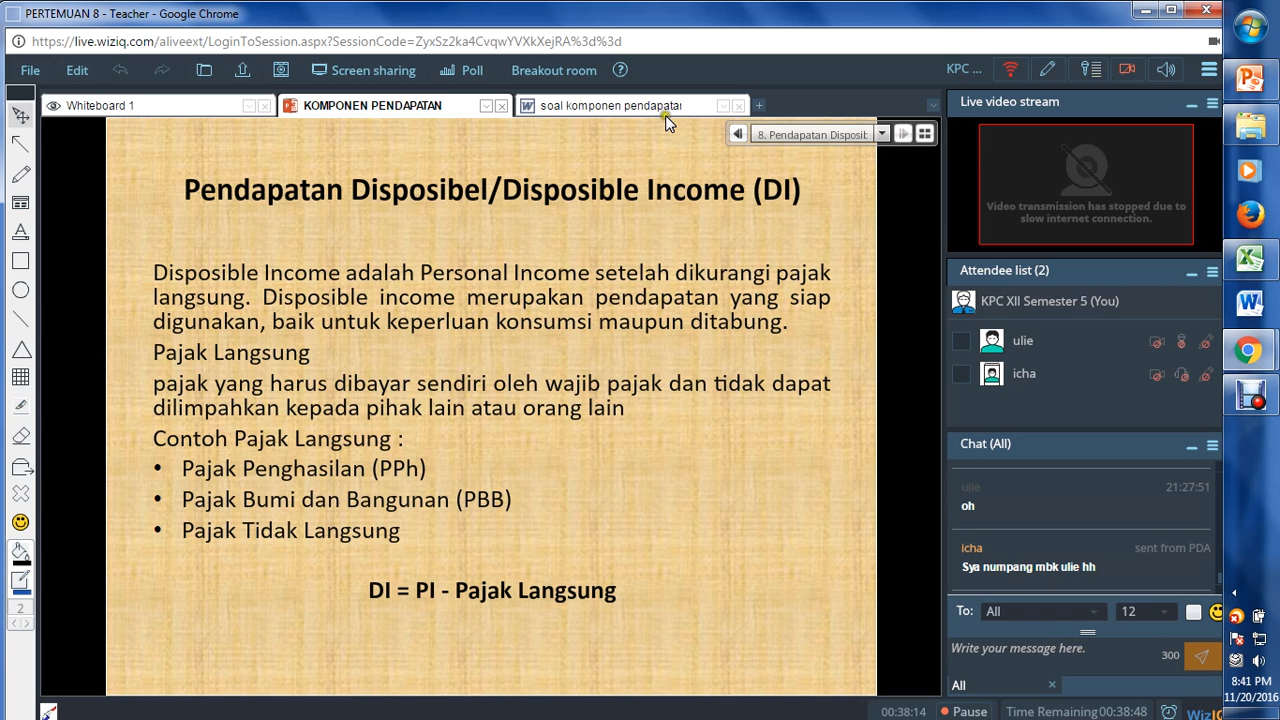 PERTEMUAN 8 - Teacher - Google Chrome
https://live.wiziq.com/aliveext/LoginToSession.aspx?SessionCode=ZyxSz2ka4CvqwYVXkXejRA%3d%3d
File Edit Screen sharing Poll Breakout room ? KPC ...
Whiteboard 1 KOMPONEN PENDAPATAN soal komponen pendapatai
8. Pendapatan Disposit
Pendapatan Disposibel/Disposible Income (DI)
Disposible Income adalah Personal Income setelah dikurangi pajak
langsung. Disposible income merupakan pendapatan yang siap
digunakan, baik untuk keperluan konsumsi maupun ditabung.
Pajak Langsung
pajak yang harus dibayar sendiri oleh wajib pajak dan tidak dapat
dilimpahkan kepada pihak lain atau orang lain
Contoh Pajak Langsung :
• Pajak Penghasilan (PPh)
• Pajak Bumi dan Bangunan (PBB)
• Pajak Tidak Langsung
DI = PI - Pajak Langsung
Live video stream
Video transmission has stopped due to
slow internet connection.
Attendee list (2)
KPC XII Semester 5 (You)
ulie
icha
Chat (All)
ulie 21:27:51
oh
icha sent from PDA
Sya numpang mbk ulie hh
To: All 12
Write your message here. 300
All
2
00:38:14 Pause Time Remaining 00:38:48 WizIQ
8:41 PM
11/20/2016